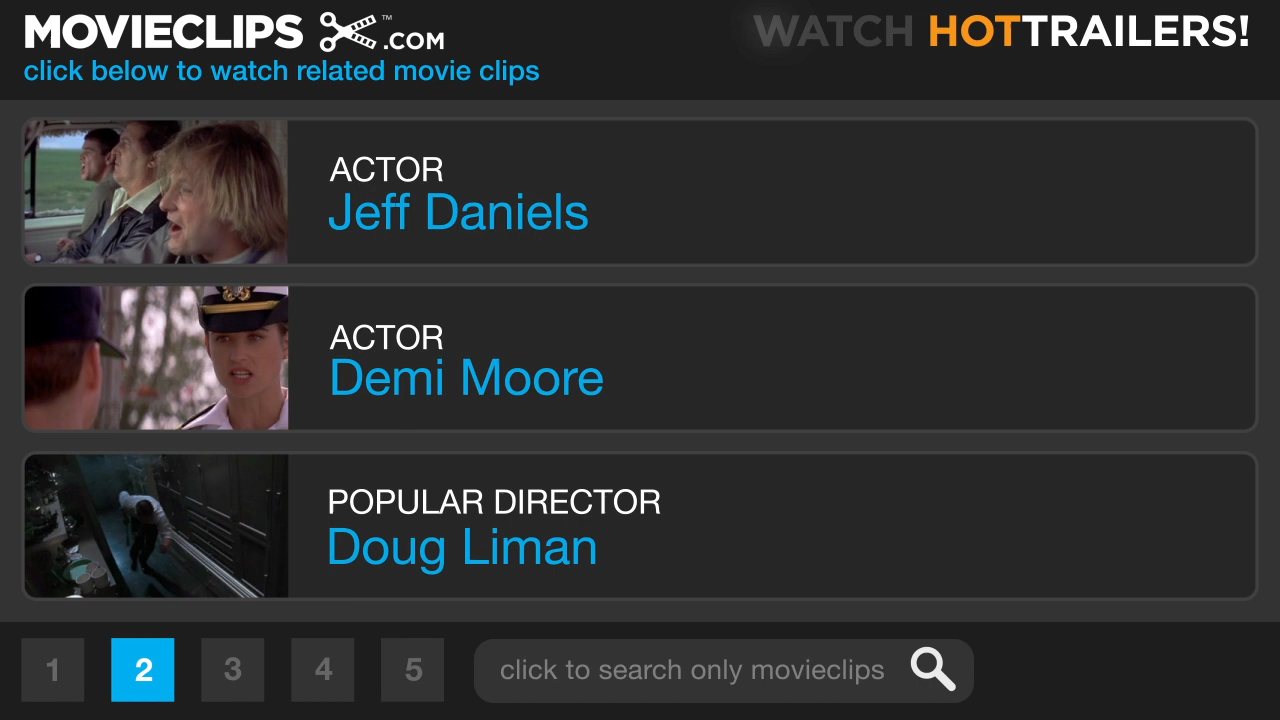 MOVIECLIPS ™ .COM
WATCH HOTTRAILERS!
click below to watch related movie clips
ACTOR
Jeff Daniels
ACTOR
Demi Moore
POPULAR DIRECTOR
Doug Liman
1 2 3 4 5 click to search only movieclips